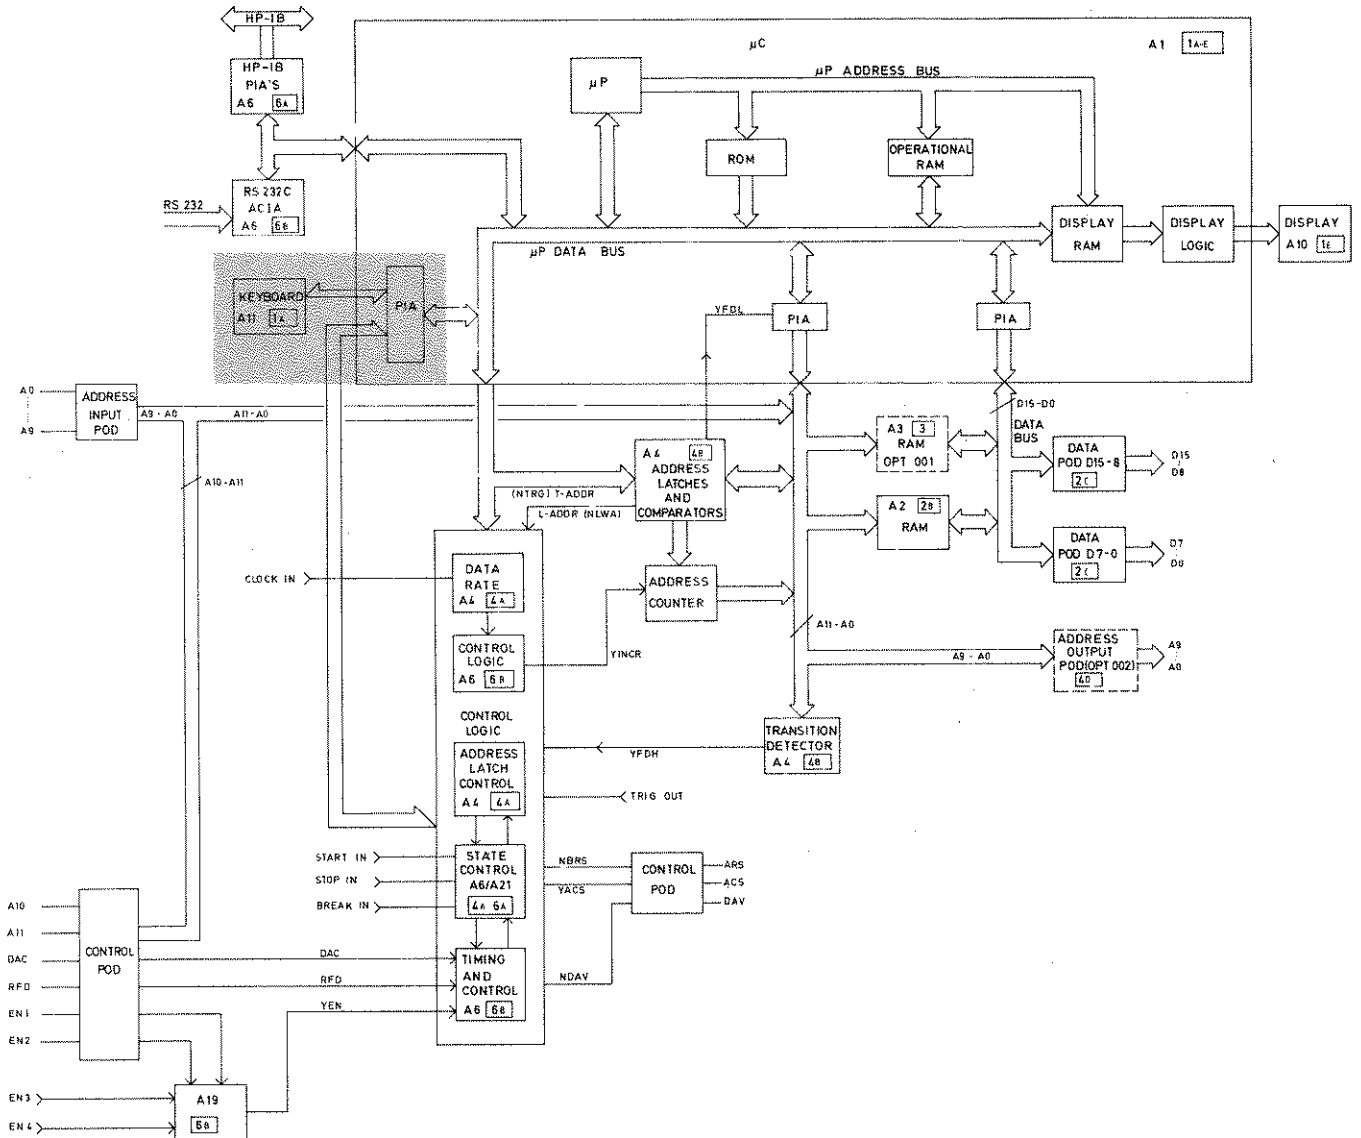 HP-IB
HP-IB
PIA'S
A6 6A
RS 232
RS 232C
ACIA
A6 6B
µC
A1 1A-E
µP
µP ADDRESS BUS
ROM
OPERATIONAL
RAM
DISPLAY
RAM
DISPLAY
LOGIC
DISPLAY
A10 1E
µP DATA BUS
KEYBOARD
A11 1A
PIA
YFDL
PIA
PIA
A0
A9
ADDRESS
INPUT
POD
A9 - A0
A11-A0
A10-A11
A4 4B
ADDRESS
LATCHES
AND
COMPARATORS
(NTRG) T-ADDR
L-ADDR (NLWA)
A3 3
RAM
OPT 001
D15-D0
DATA
BUS
DATA
POD D15-8
2C
D15
D8
A2 2B
RAM
DATA
POD D7-0
2C
D7
D0
CLOCK IN
DATA
RATE
A4 4A
ADDRESS
COUNTER
CONTROL
LOGIC
A6 6B
YINCR
A11-A0
A9 - A0
ADDRESS
OUTPUT
POD(OPT 002)
4D
A9
A0
CONTROL
LOGIC
ADDRESS
LATCH
CONTROL
A4 4A
YFDH
TRANSITION
DETECTOR
A4 4B
TRIG OUT
START IN
STOP IN
BREAK IN
STATE
CONTROL
A6/A21
4A 6A
NBRS
YACS
NDAV
CONTROL
POD
ARS
ACS
DAV
A10
A11
DAC
RFD
EN1
EN2
CONTROL
POD
DAC
RFD
YEN
TIMING
AND
CONTROL
A6 6B
EN3
EN4
A19
6B